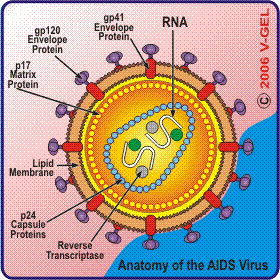 gp120
Envelope
Protein
gp41
Envelope
Protein
RNA
p17
Matrix
Protein
Lipid
Membrane
p24
Capsule
Proteins
Reverse
Transcriptase
Anatomy of the AIDS Virus
© 2006 V-GEL